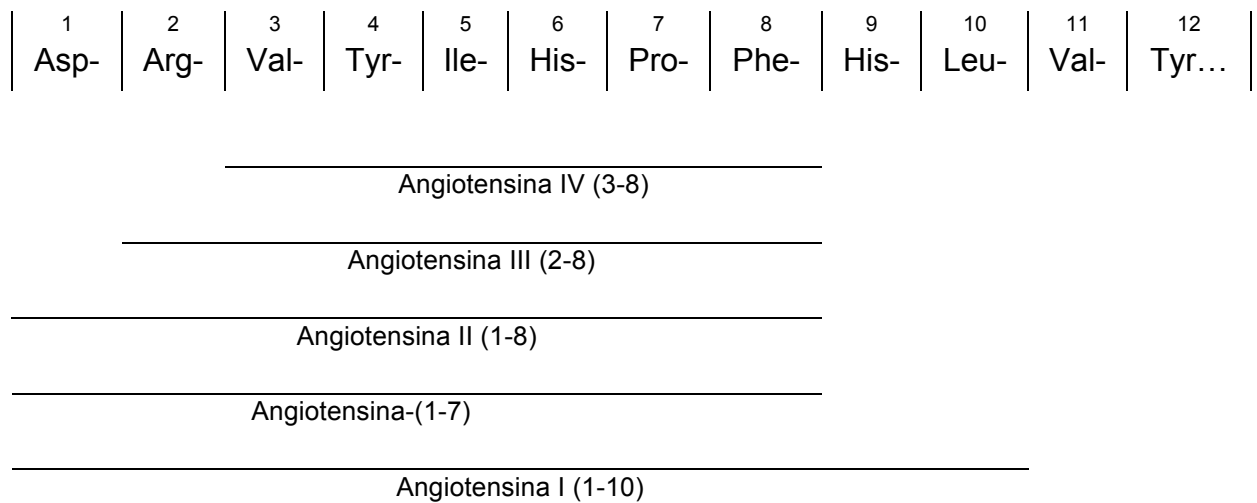 1 2 3 4 5 6 7 8 9 10 11 12
Asp- Arg- Val- Tyr- Ile- His- Pro- Phe- His- Leu- Val- Tyr…
Angiotensina IV (3-8)
Angiotensina III (2-8)
Angiotensina II (1-8)
Angiotensina-(1-7)
Angiotensina I (1-10)